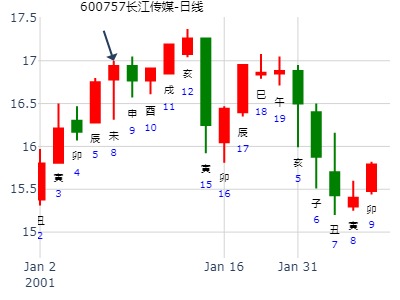 600757长江传媒-日线
17.5
17
16.5
16
15.5
15
丑
2
寅
3
卯
4
辰
5
未
8
申
9
酉
10
戌
11
亥
12
寅
15
卯
16
辰
17
巳
18
午
19
亥
5
子
6
丑
7
寅
8
卯
9
Jan 2
2001
Jan 16
Jan 31